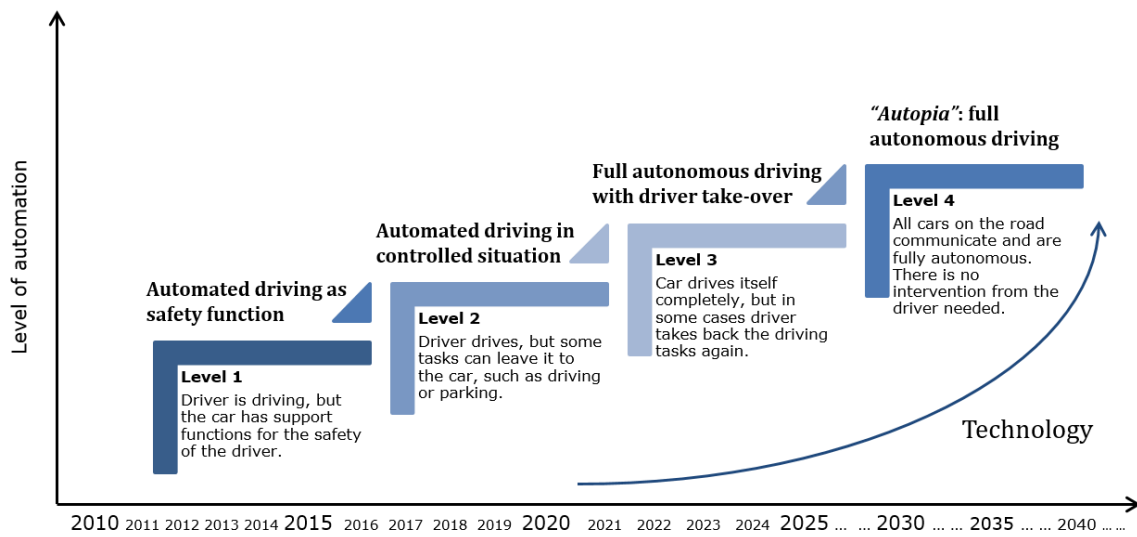 Level of automation
Automated driving as
safety function
Level 1
Driver is driving, but
the car has support
functions for the safety
of the driver.
Automated driving in
controlled situation
Level 2
Driver drives, but some
tasks can leave it to
the car, such as driving
or parking.
Full autonomous driving
with driver take-over
Level 3
Car drives itself
completely, but in
some cases driver
takes back the driving
tasks again.
“Autopia”: full
autonomous driving
Level 4
All cars on the road
communicate and are
fully autonomous.
There is no
intervention from the
driver needed.
Technology
2010 2011 2012 2013 2014 2015 2016 2017 2018 2019 2020 2021 2022 2023 2024 2025 ... ... 2030 ... ... 2035 ... ... 2040 ... ...